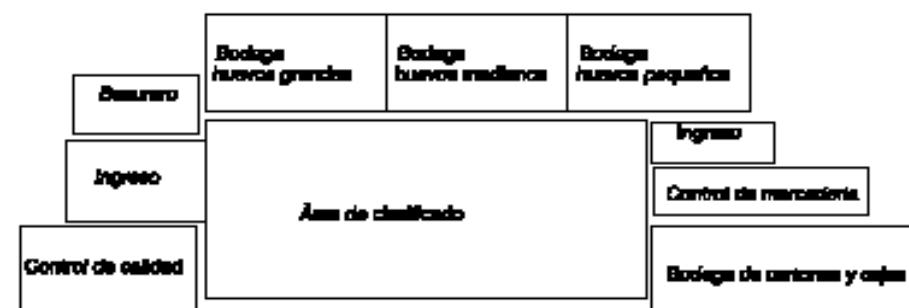 Bodega
huevos grandes
Bodega
huevos medianos
Bodega
huevos pequeños
Basurero
Ingreso
Ingreso
Control de mercadería
Área de clasificado
Control de calidad
Bodega de cartones y cajas